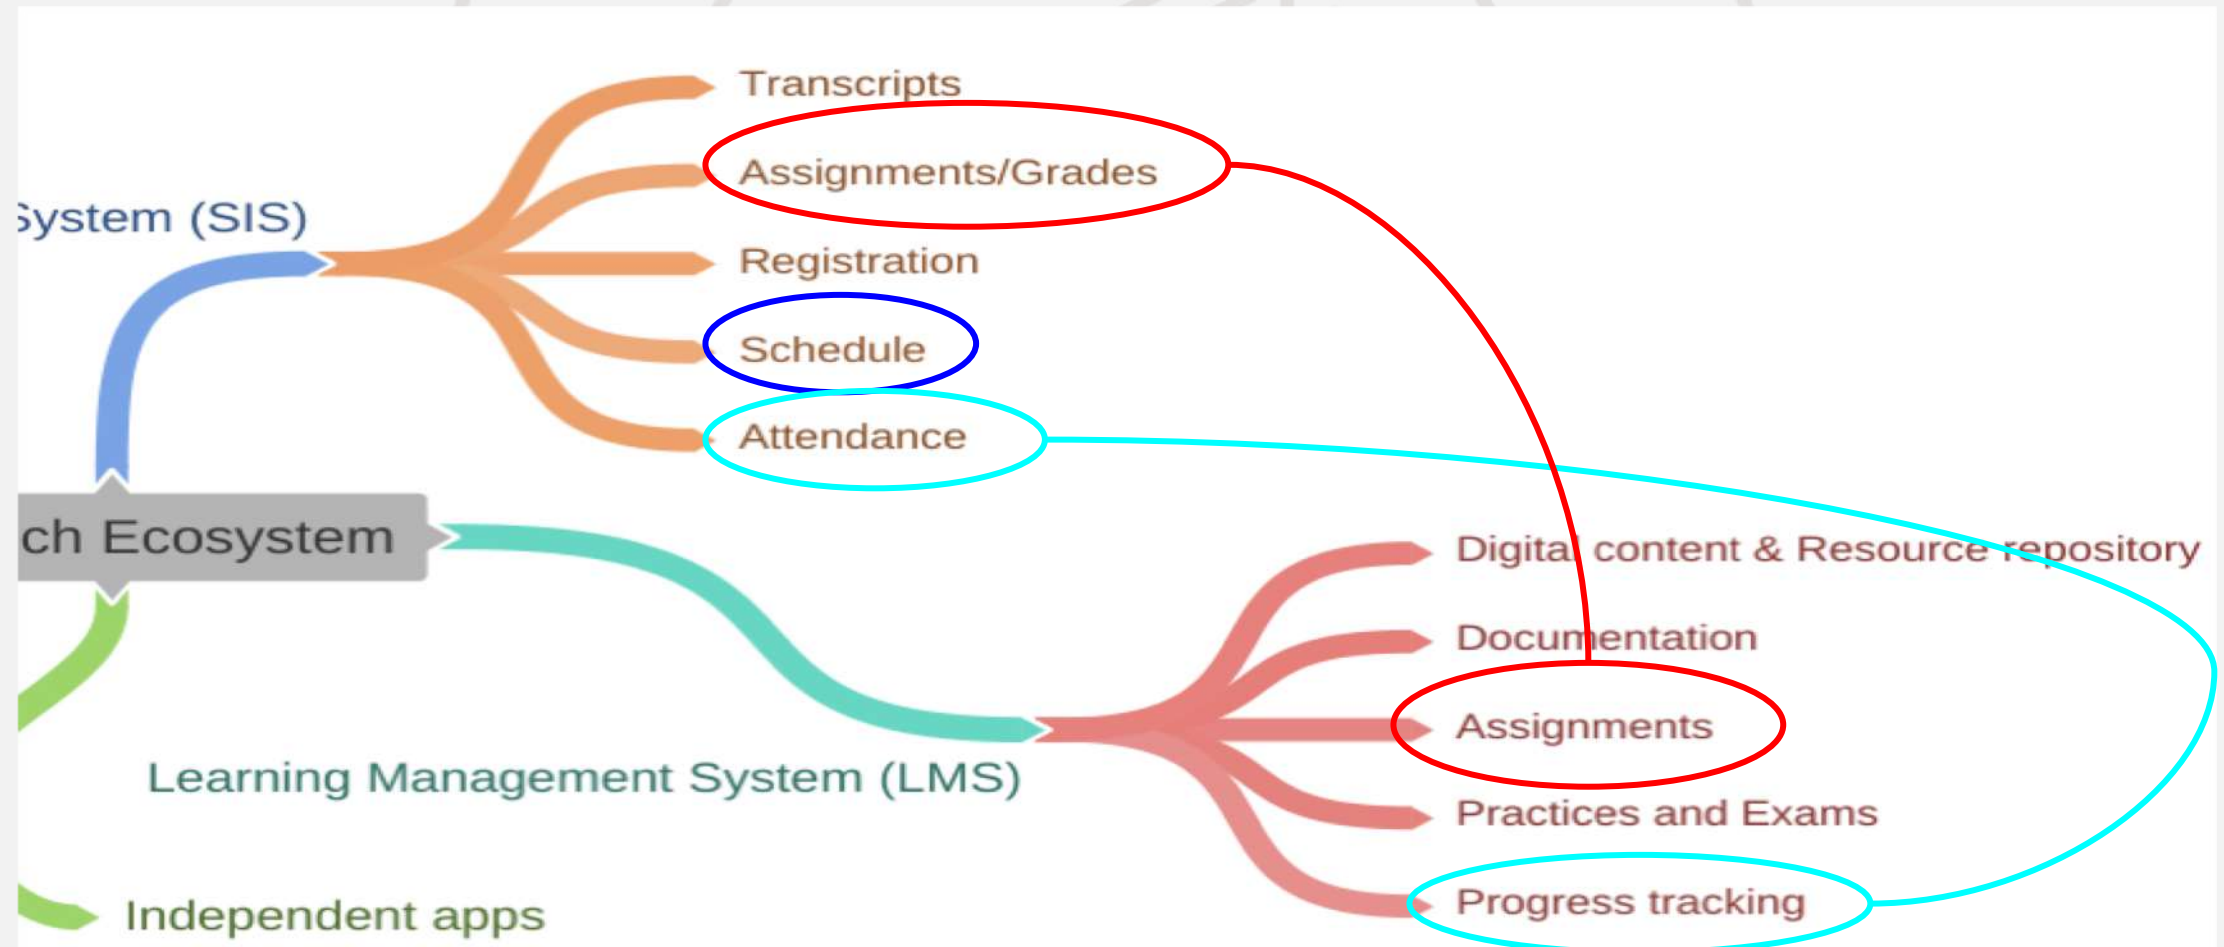 Transcripts
Assignments/Grades
System (SIS)
Registration
Schedule
Attendance
ch Ecosystem
Digital content & Resource repository
Documentation
Assignments
Learning Management System (LMS)
Practices and Exams
Progress tracking
Independent apps